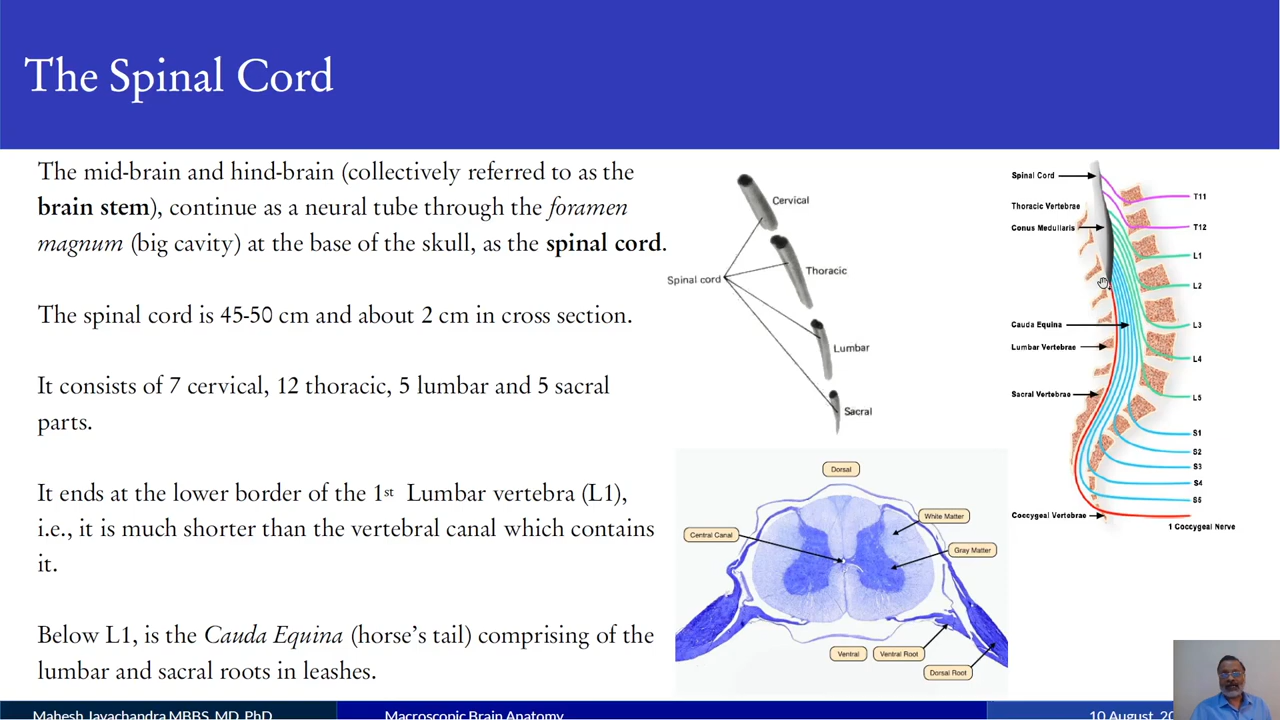 The Spinal Cord
The mid-brain and hind-brain (collectively referred to as the
brain stem), continue as a neural tube through the foramen
magnum (big cavity) at the base of the skull, as the spinal cord.
The spinal cord is 45-50 cm and about 2 cm in cross section.
It consists of 7 cervical, 12 thoracic, 5 lumbar and 5 sacral
parts.
It ends at the lower border of the 1st Lumbar vertebra (L1),
i.e., it is much shorter than the vertebral canal which contains
it.
Below L1, is the Cauda Equina (horse's tail) comprising of the
lumbar and sacral roots in leashes.
Cervical
Thoracic
Spinal cord
Lumbar
Sacral
Dorsal
White Matter
Central Canal
Gray Matter
Ventral
Ventral Root
Dorsal Root
Spinal Cord
T11
Thoracic Vertebrae
T12
Conus Medullaris
L1
L2
Cauda Equina
L3
Lumbar Vertebrae
L4
Sacral Vertebrae
L5
S1
S2
S3
S4
S5
Coccygeal Vertebrae
1 Coccygeal Nerve
Mahesh Jayachandra MBBS, MD, PhD
Macroscopic Brain Anatomy
10 August, 20